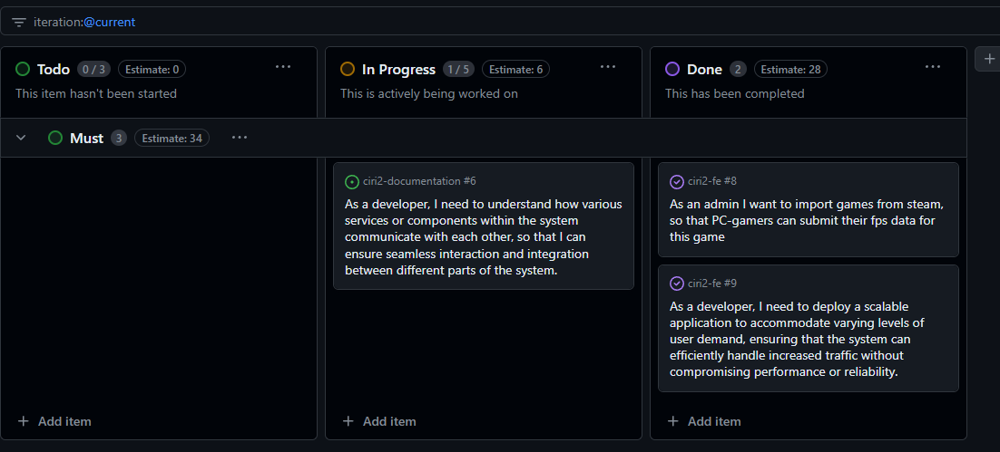 iteration:@current
Todo 0 / 3 Estimate: 0
This item hasn't been started
In Progress 1 / 5 Estimate: 6
This is actively being worked on
Done 2 Estimate: 28
This has been completed
Must 3 Estimate: 34
ciri2-documentation #6
As a developer, I need to understand how various
services or components within the system
communicate with each other, so that I can
ensure seamless interaction and integration
between different parts of the system.
ciri2-fe #8
As an admin I want to import games from steam,
so that PC-gamers can submit their fps data for
this game
ciri2-fe #9
As a developer, I need to deploy a scalable
application to accommodate varying levels of
user demand, ensuring that the system can
efficiently handle increased traffic without
compromising performance or reliability.
+ Add item
+ Add item
+ Add item